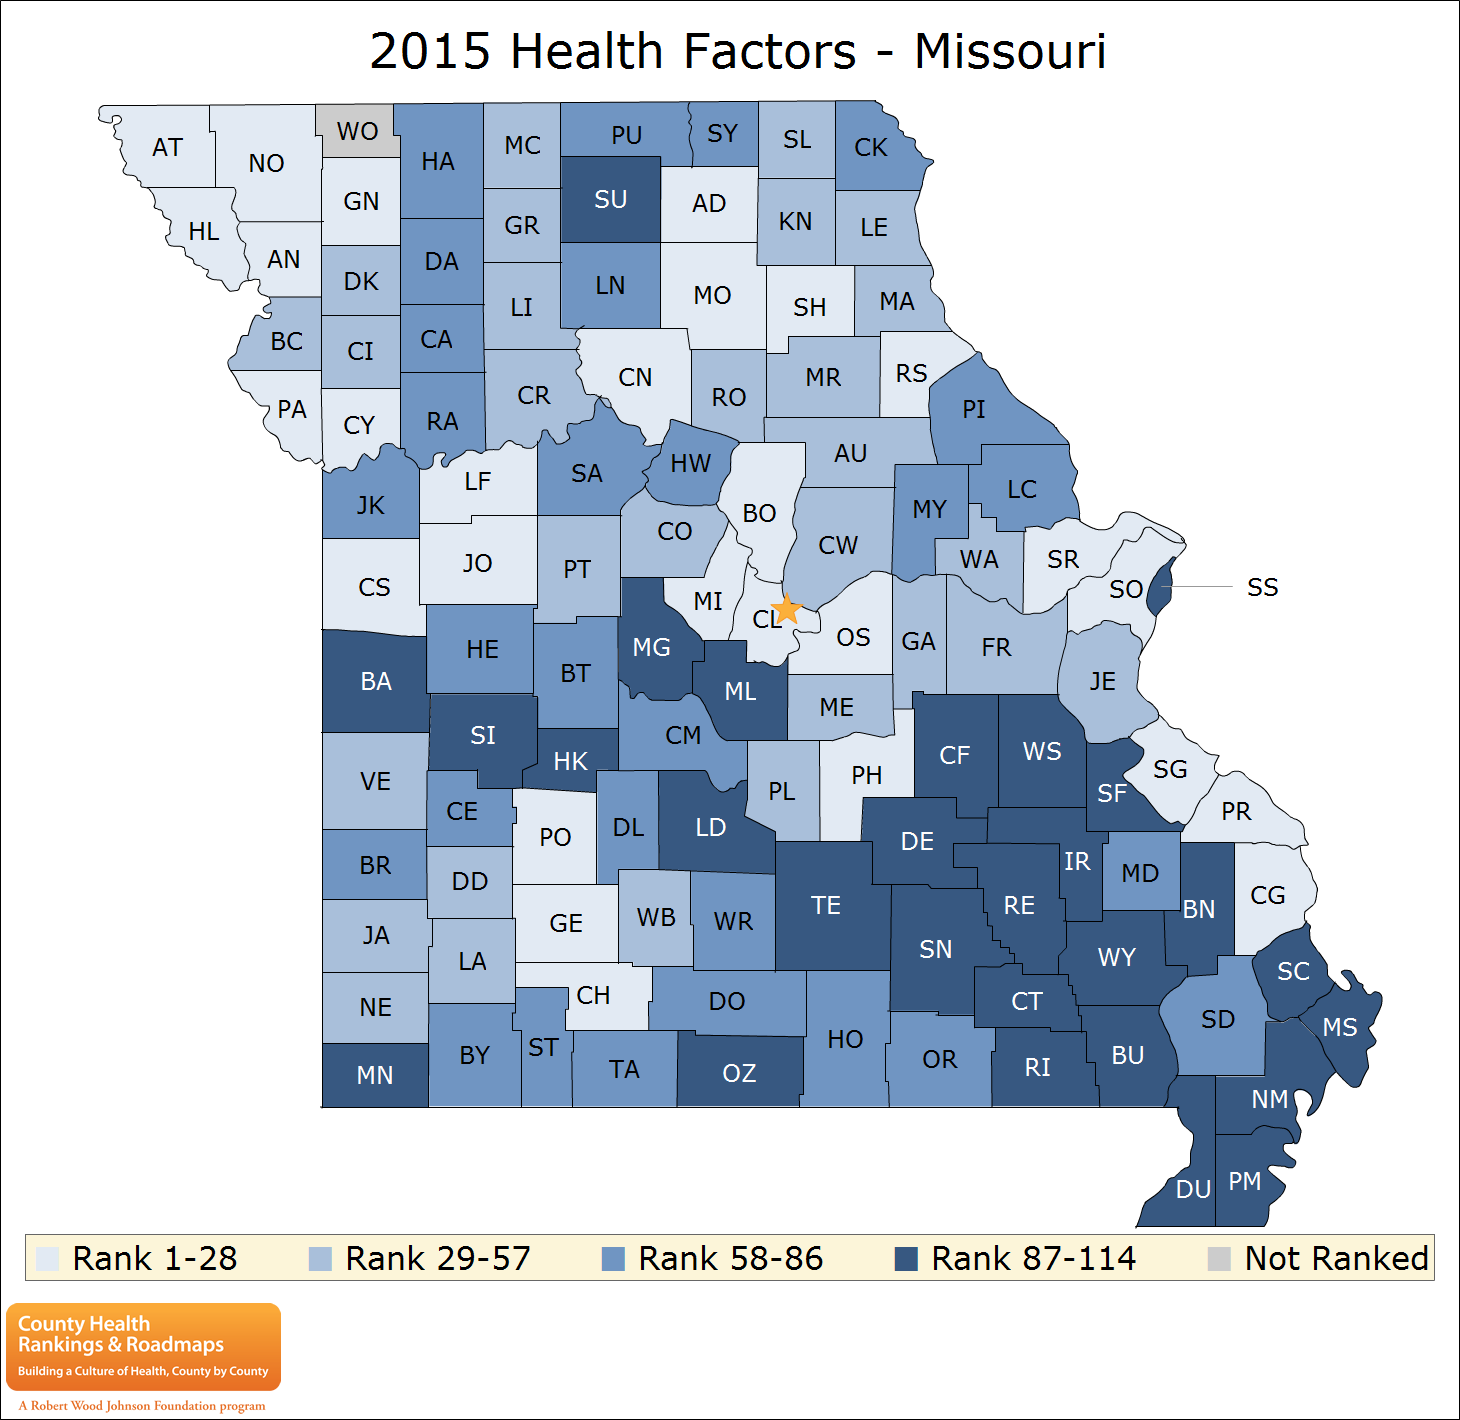 2015 Health Factors - Missouri
AT NO WO HA MC PU SY SL CK
GN SU AD
HL AN GR KN LE
DK DA LN MO SH MA
BC CI CA LI
PA CY RA CR CN RO MR RS PI
JK LF SA HW BO AU LC
CS JO PT CO CW MY WA SR SO SS
MI CL OS GA FR JE
BA HE BT MG ML ME
VE SI HK CM PL PH CF WS SF SG PR
BR CE PO DL LD DE IR MD CG
JA DD GE WB WR TE RE BN
NE LA CH DO SN CT WY SC
MN BY ST TA OZ HO OR RI BU SD MS
NM
DU PM
Rank 1-28 Rank 29-57 Rank 58-86 Rank 87-114 Not Ranked
County Health
Rankings & Roadmaps
Building a Culture of Health, County by County
A Robert Wood Johnson Foundation program